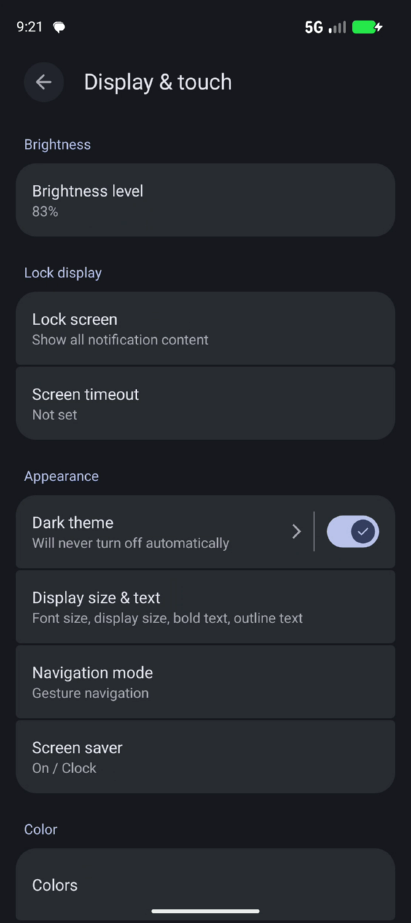 9:21
5G
Display & touch
Brightness
Brightness level
83%
Lock display
Lock screen
Show all notification content
Screen timeout
Not set
Appearance
Dark theme
Will never turn off automatically
Display size & text
Font size, display size, bold text, outline text
Navigation mode
Gesture navigation
Screen saver
On / Clock
Color
Colors